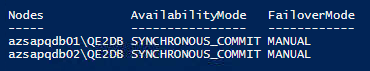 Nodes AvailabilityMode FailoverMode
----- ---------------- ------------
azsapqdb01\QE2DB SYNCHRONOUS_COMMIT MANUAL
azsapqdb02\QE2DB SYNCHRONOUS_COMMIT MANUAL